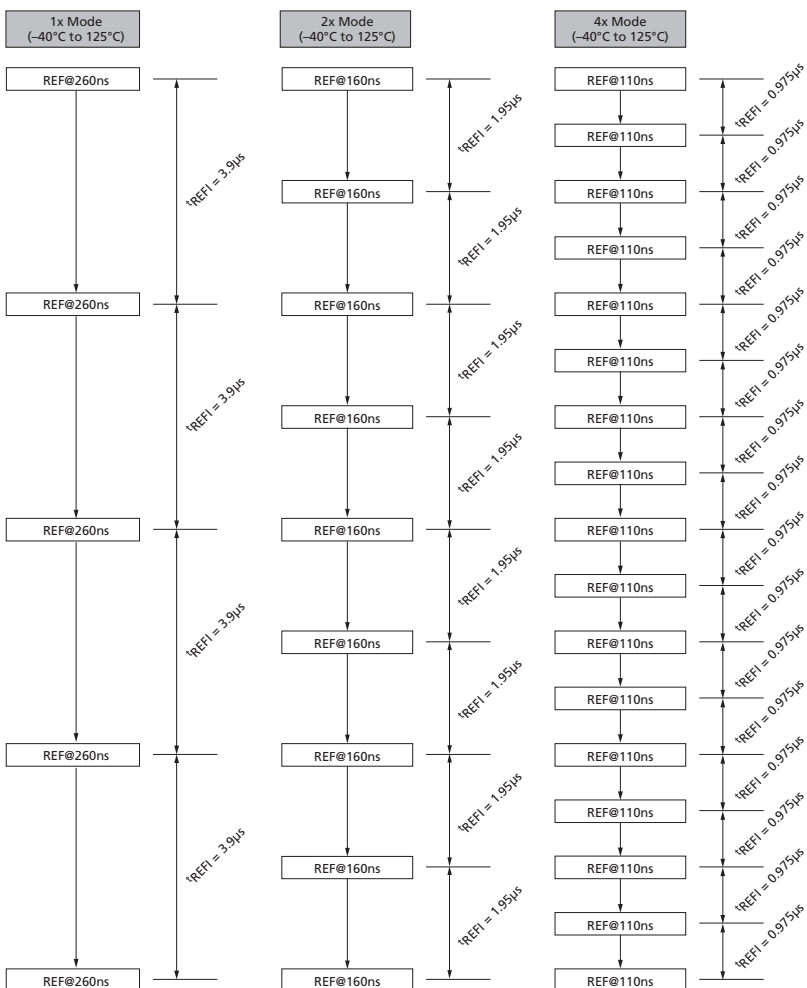 1x Mode
(–40°C to 125°C)
REF@260ns
tREFI = 3.9µs
REF@260ns
tREFI = 3.9µs
REF@260ns
tREFI = 3.9µs
REF@260ns
tREFI = 3.9µs
REF@260ns
2x Mode
(–40°C to 125°C)
REF@160ns
tREFI = 1.95µs
REF@160ns
tREFI = 1.95µs
REF@160ns
tREFI = 1.95µs
REF@160ns
tREFI = 1.95µs
REF@160ns
tREFI = 1.95µs
REF@160ns
tREFI = 1.95µs
REF@160ns
tREFI = 1.95µs
REF@160ns
tREFI = 1.95µs
REF@160ns
4x Mode
(–40°C to 125°C)
REF@110ns
tREFI = 0.975µs
REF@110ns
tREFI = 0.975µs
REF@110ns
tREFI = 0.975µs
REF@110ns
tREFI = 0.975µs
REF@110ns
tREFI = 0.975µs
REF@110ns
tREFI = 0.975µs
REF@110ns
tREFI = 0.975µs
REF@110ns
tREFI = 0.975µs
REF@110ns
tREFI = 0.975µs
REF@110ns
tREFI = 0.975µs
REF@110ns
tREFI = 0.975µs
REF@110ns
tREFI = 0.975µs
REF@110ns
tREFI = 0.975µs
REF@110ns
tREFI = 0.975µs
REF@110ns
tREFI = 0.975µs
REF@110ns
tREFI = 0.975µs
REF@110ns